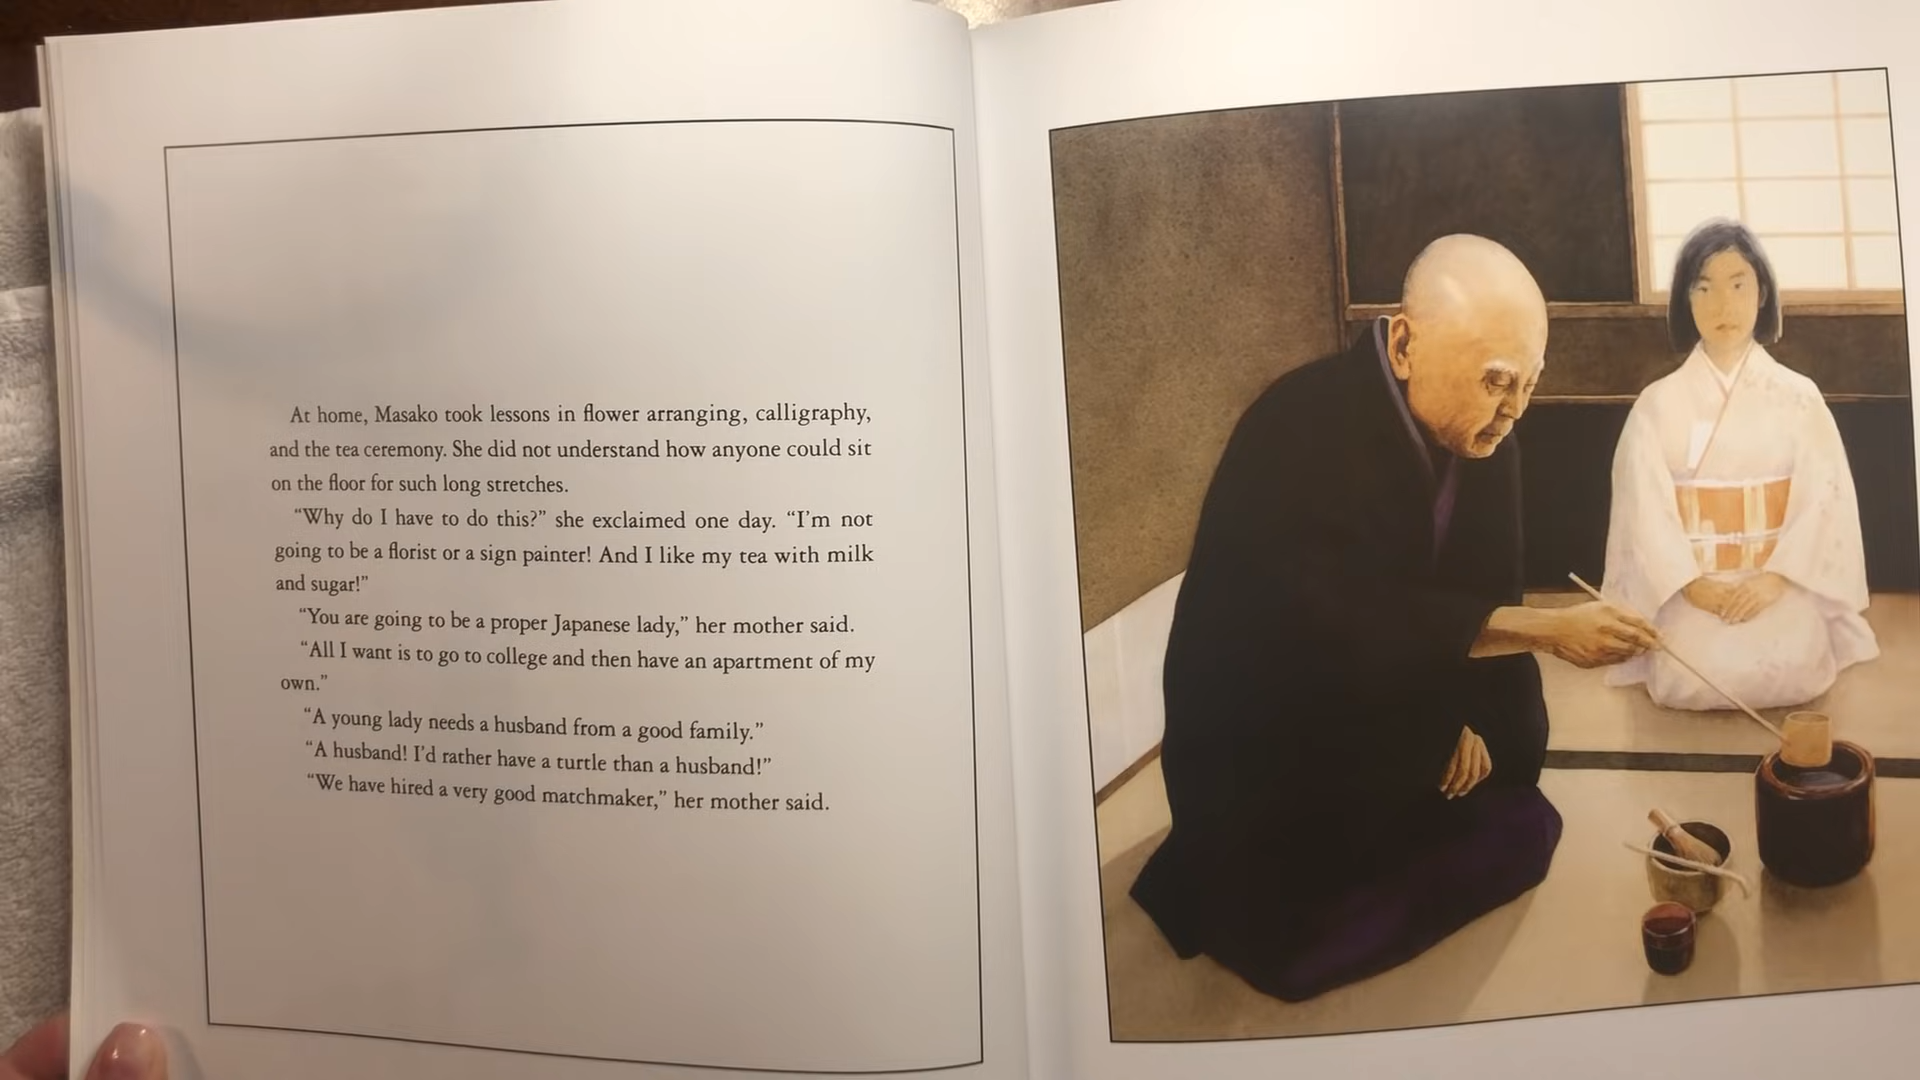 At home, Masako took lessons in flower arranging, calligraphy,
and the tea ceremony. She did not understand how anyone could sit
on the floor for such long stretches.
“Why do I have to do this?” she exclaimed one day. “I’m not
going to be a florist or a sign painter! And I like my tea with milk
and sugar!”
“You are going to be a proper Japanese lady,” her mother said.
“All I want is to go to college and then have an apartment of my
own.”
“A young lady needs a husband from a good family.”
“A husband! I’d rather have a turtle than a husband!”
“We have hired a very good matchmaker,” her mother said.